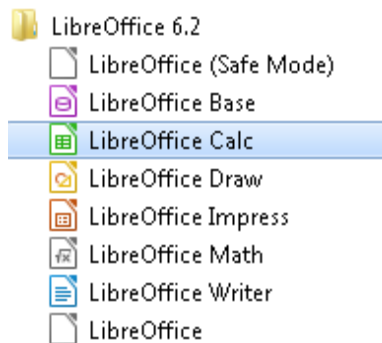 LibreOffice 6.2
LibreOffice (Safe Mode)
LibreOffice Base
LibreOffice Calc
LibreOffice Draw
LibreOffice Impress
LibreOffice Math
LibreOffice Writer
LibreOffice